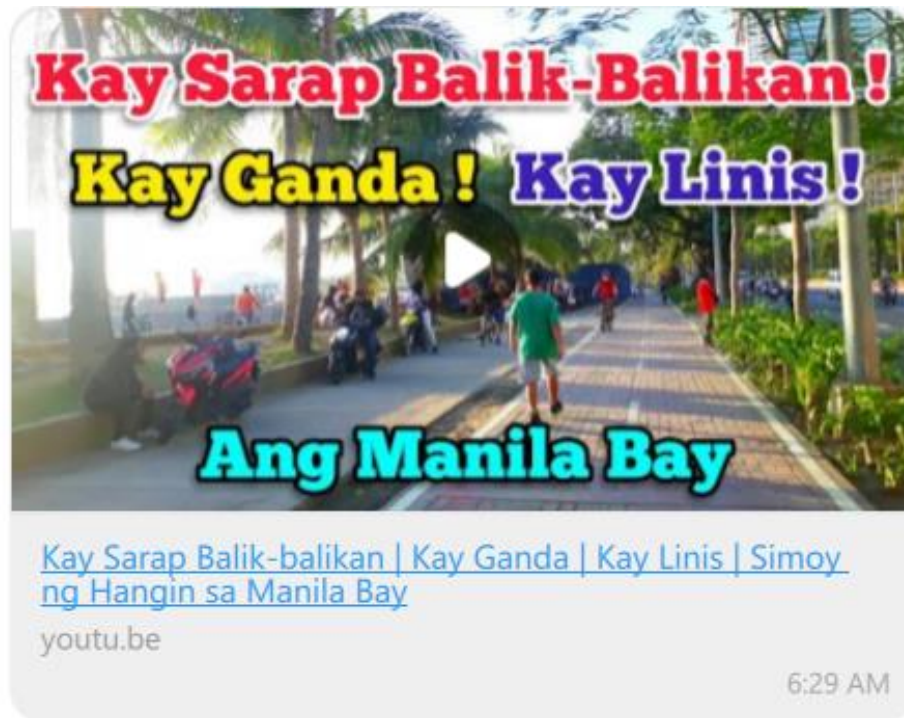 Kay Sarap Balik-Balikan !
Kay Ganda ! Kay Linis !
Ang Manila Bay
Kay Sarap Balik-balikan | Kay Ganda | Kay Linis | Simoy
ng Hangin sa Manila Bay
youtu.be
6:29 AM